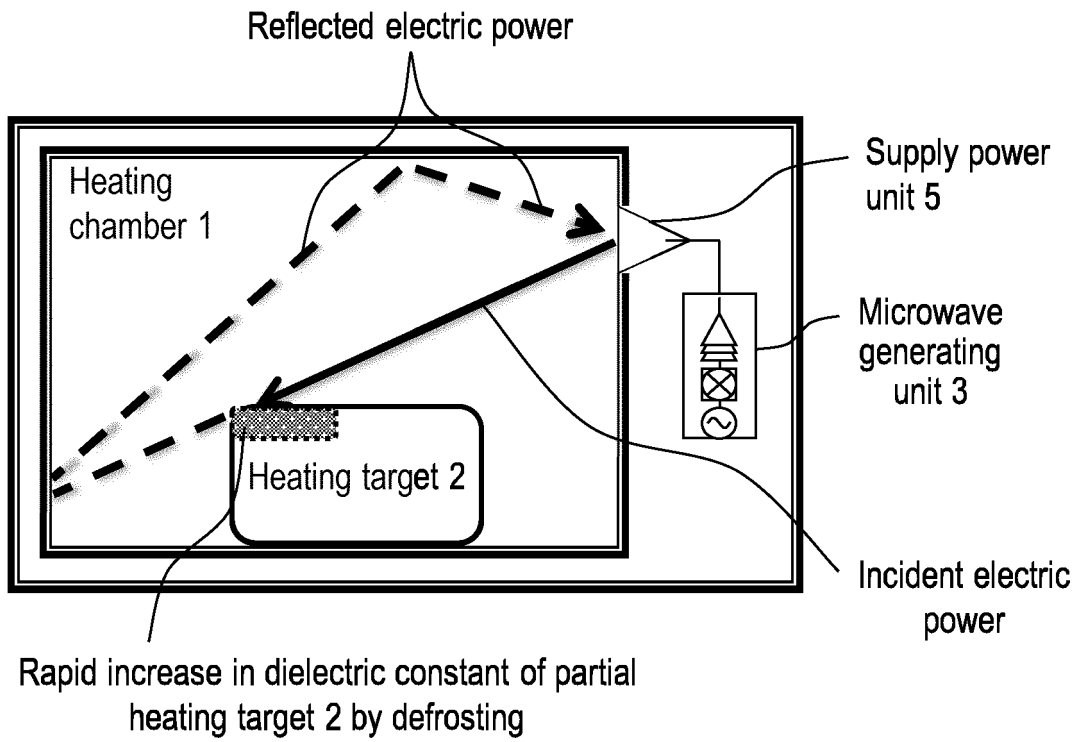 Reflected electric power
Heating
chamber 1
Supply power
unit 5
Microwave
generating
unit 3
Heating target 2
Incident electric
power
Rapid increase in dielectric constant of partial
heating target 2 by defrosting